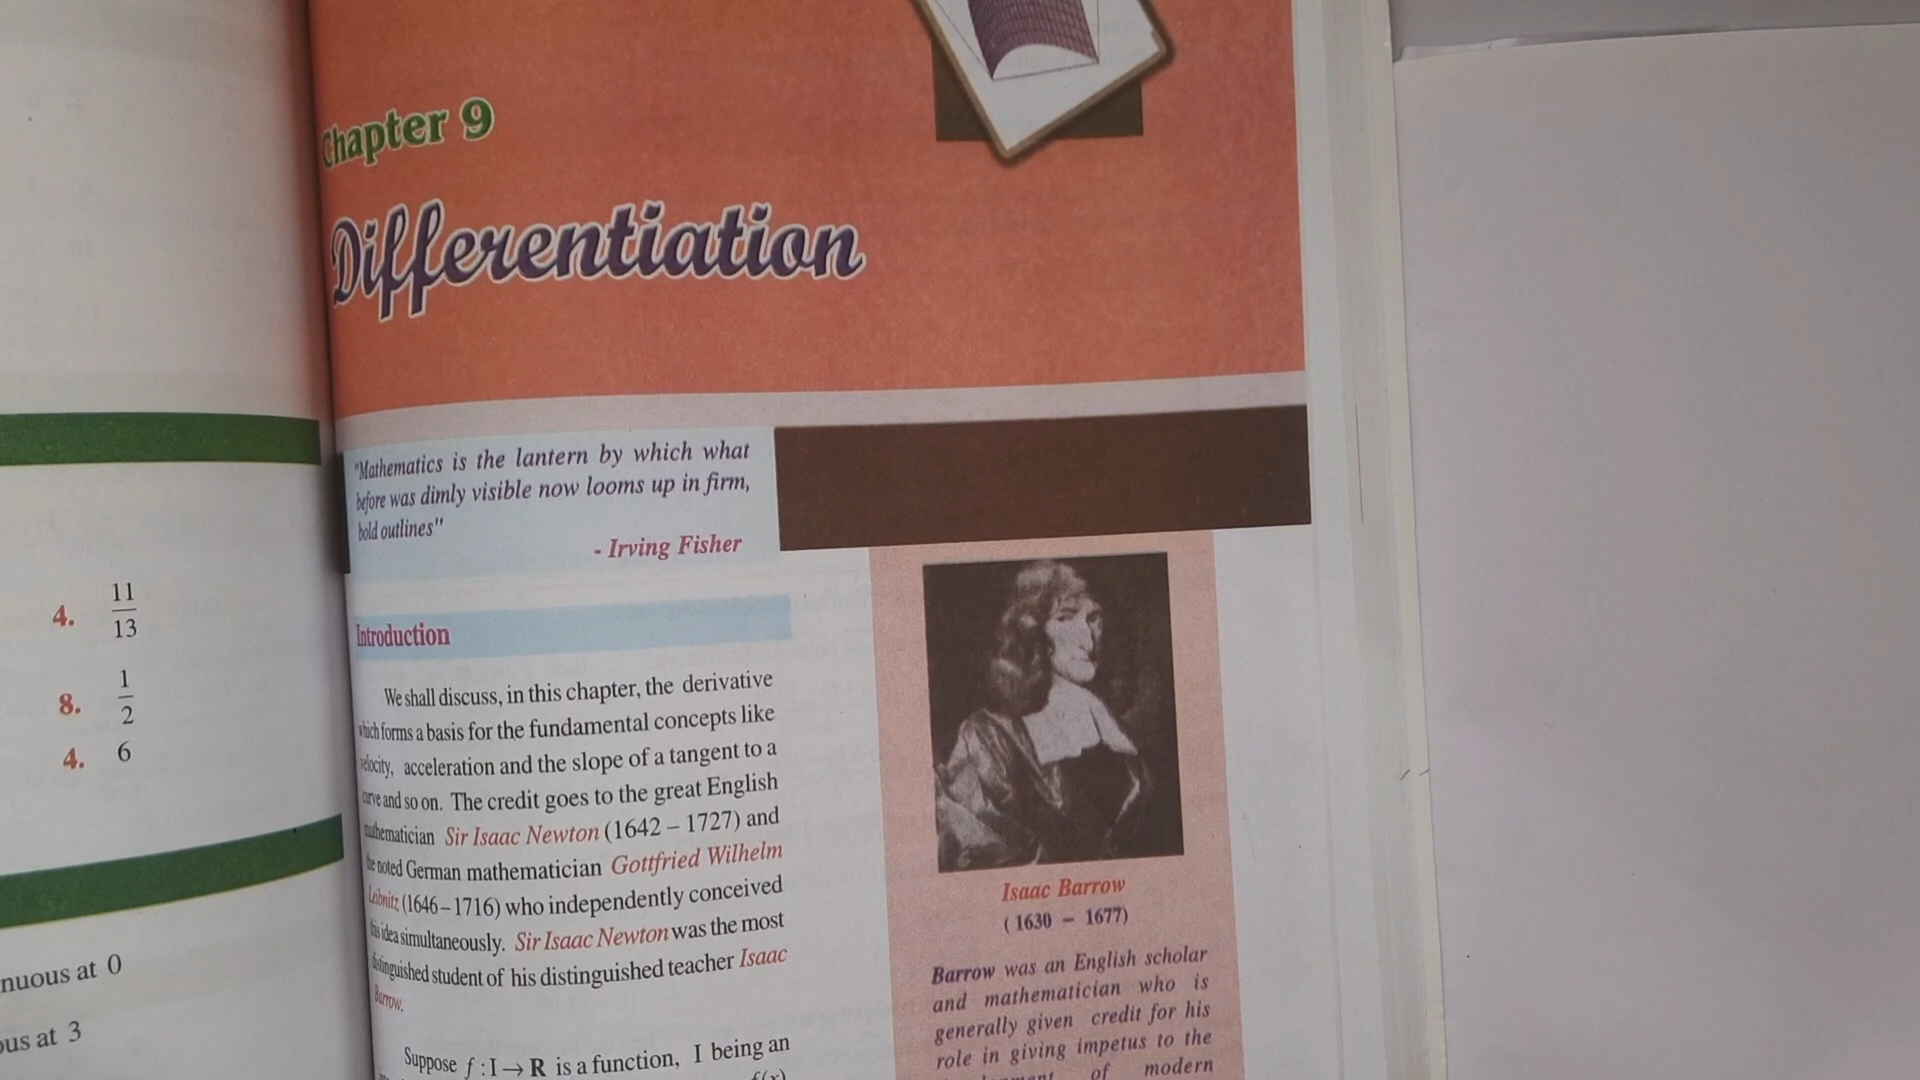 4. 11/13
8. 1/2
4. 6
nuous at 0
ous at 3
Chapter 9
Differentiation
"Mathematics is the lantern by which what
before was dimly visible now looms up in firm,
bold outlines"
- Irving Fisher
Introduction
We shall discuss, in this chapter, the derivative
which forms a basis for the fundamental concepts like
velocity, acceleration and the slope of a tangent to a
curve and so on. The credit goes to the great English
mathematician Sir Isaac Newton (1642 – 1727) and
the noted German mathematician Gottfried Wilhelm
Leibnitz (1646 – 1716) who independently conceived
this idea simultaneously. Sir Isaac Newton was the most
distinguished student of his distinguished teacher Isaac
Barrow.
Suppose f : I → R is a function, I being an
f(x)
Isaac Barrow
(1630 – 1677)
Barrow was an English scholar
and mathematician who is
generally given credit for his
role in giving impetus to the
of modern